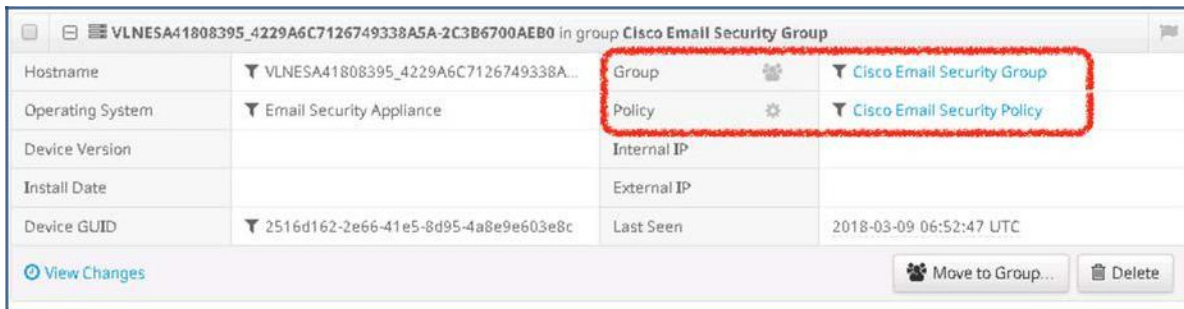 VLNESA41808395_4229A6C7126749338A5A-2C3B6700AEB0 in group Cisco Email Security Group
Hostname VLNESA41808395_4229A6C7126749338A... Group Cisco Email Security Group
Operating System Email Security Appliance Policy Cisco Email Security Policy
Device Version Internal IP
Install Date External IP
Device GUID 2516d162-2e66-41e5-8d95-4a8e9e603e8c Last Seen 2018-03-09 06:52:47 UTC
View Changes Move to Group... Delete